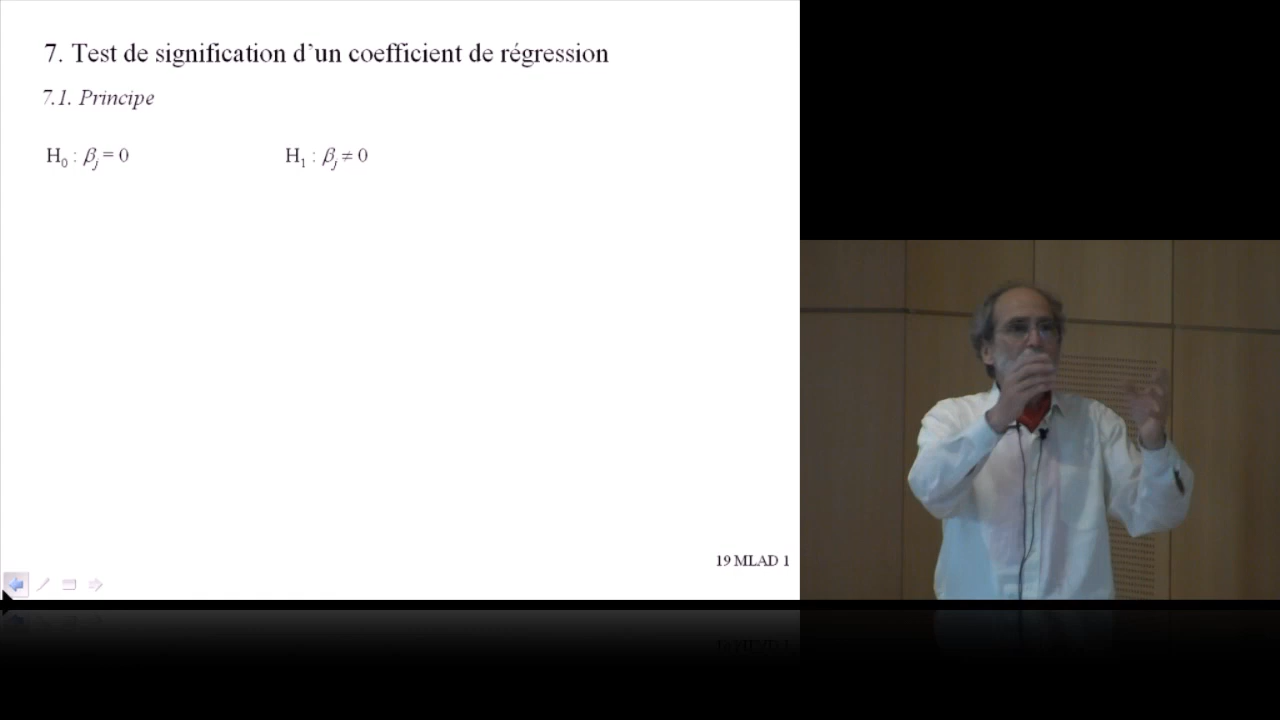 7. Test de signification d’un coefficient de régression
7.1. Principe
H₀ : βⱼ = 0 H₁ : βⱼ ≠ 0
19 MLAD 1